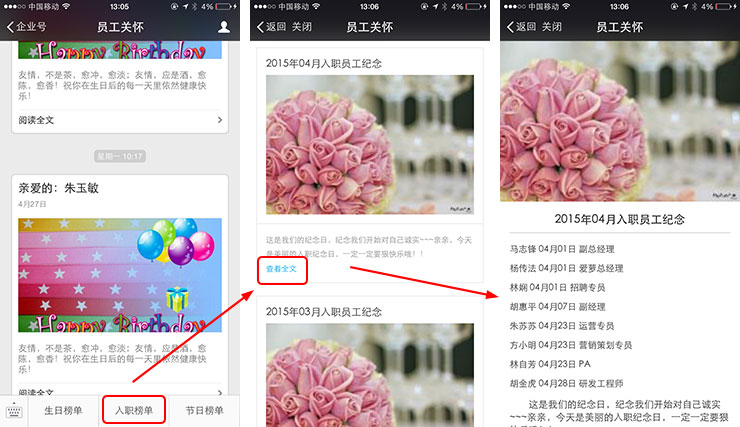 中国移动 13:05 4%
企业号 员工关怀
Happy Birthday
友情，不是茶，愈冲，愈淡；友情，应是酒，愈
陈，愈香！祝你在生日后的每一天里依然健康快
乐！
阅读全文
星期一 10:17
亲爱的：朱玉敏
4月27日
Happy Birthday
友情，不是茶，愈冲，愈淡；友情，应是酒，愈
陈，愈香！祝你在生日后的每一天里依然健康快
乐！
阅读全文
生日榜单 入职榜单 节日榜单
中国移动 13:06 4%
返回 关闭 员工关怀
2015年04月入职员工纪念
这是我们的纪念日，纪念我们开始对自己诚实~~~亲亲，今天
是美丽的入职纪念日，一定一定要狠快乐哦！！
查看全文
2015年03月入职员工纪念
中国移动 13:06 4%
返回 关闭 员工关怀
2015年04月入职员工纪念
马志锋 04月01日 副总经理
杨传法 04月01日 爱萝总经理
林娴 04月01日 招聘专员
胡惠平 04月07日 副经理
朱苏苏 04月23日 运营专员
方小明 04月23日 营销策划专员
林自芳 04月23日 PA
胡金虎 04月28日 研发工程师
这是我们的纪念日，纪念我们开始对自己诚实
~~~亲亲，今天是美丽的入职纪念日，一定一定要狠